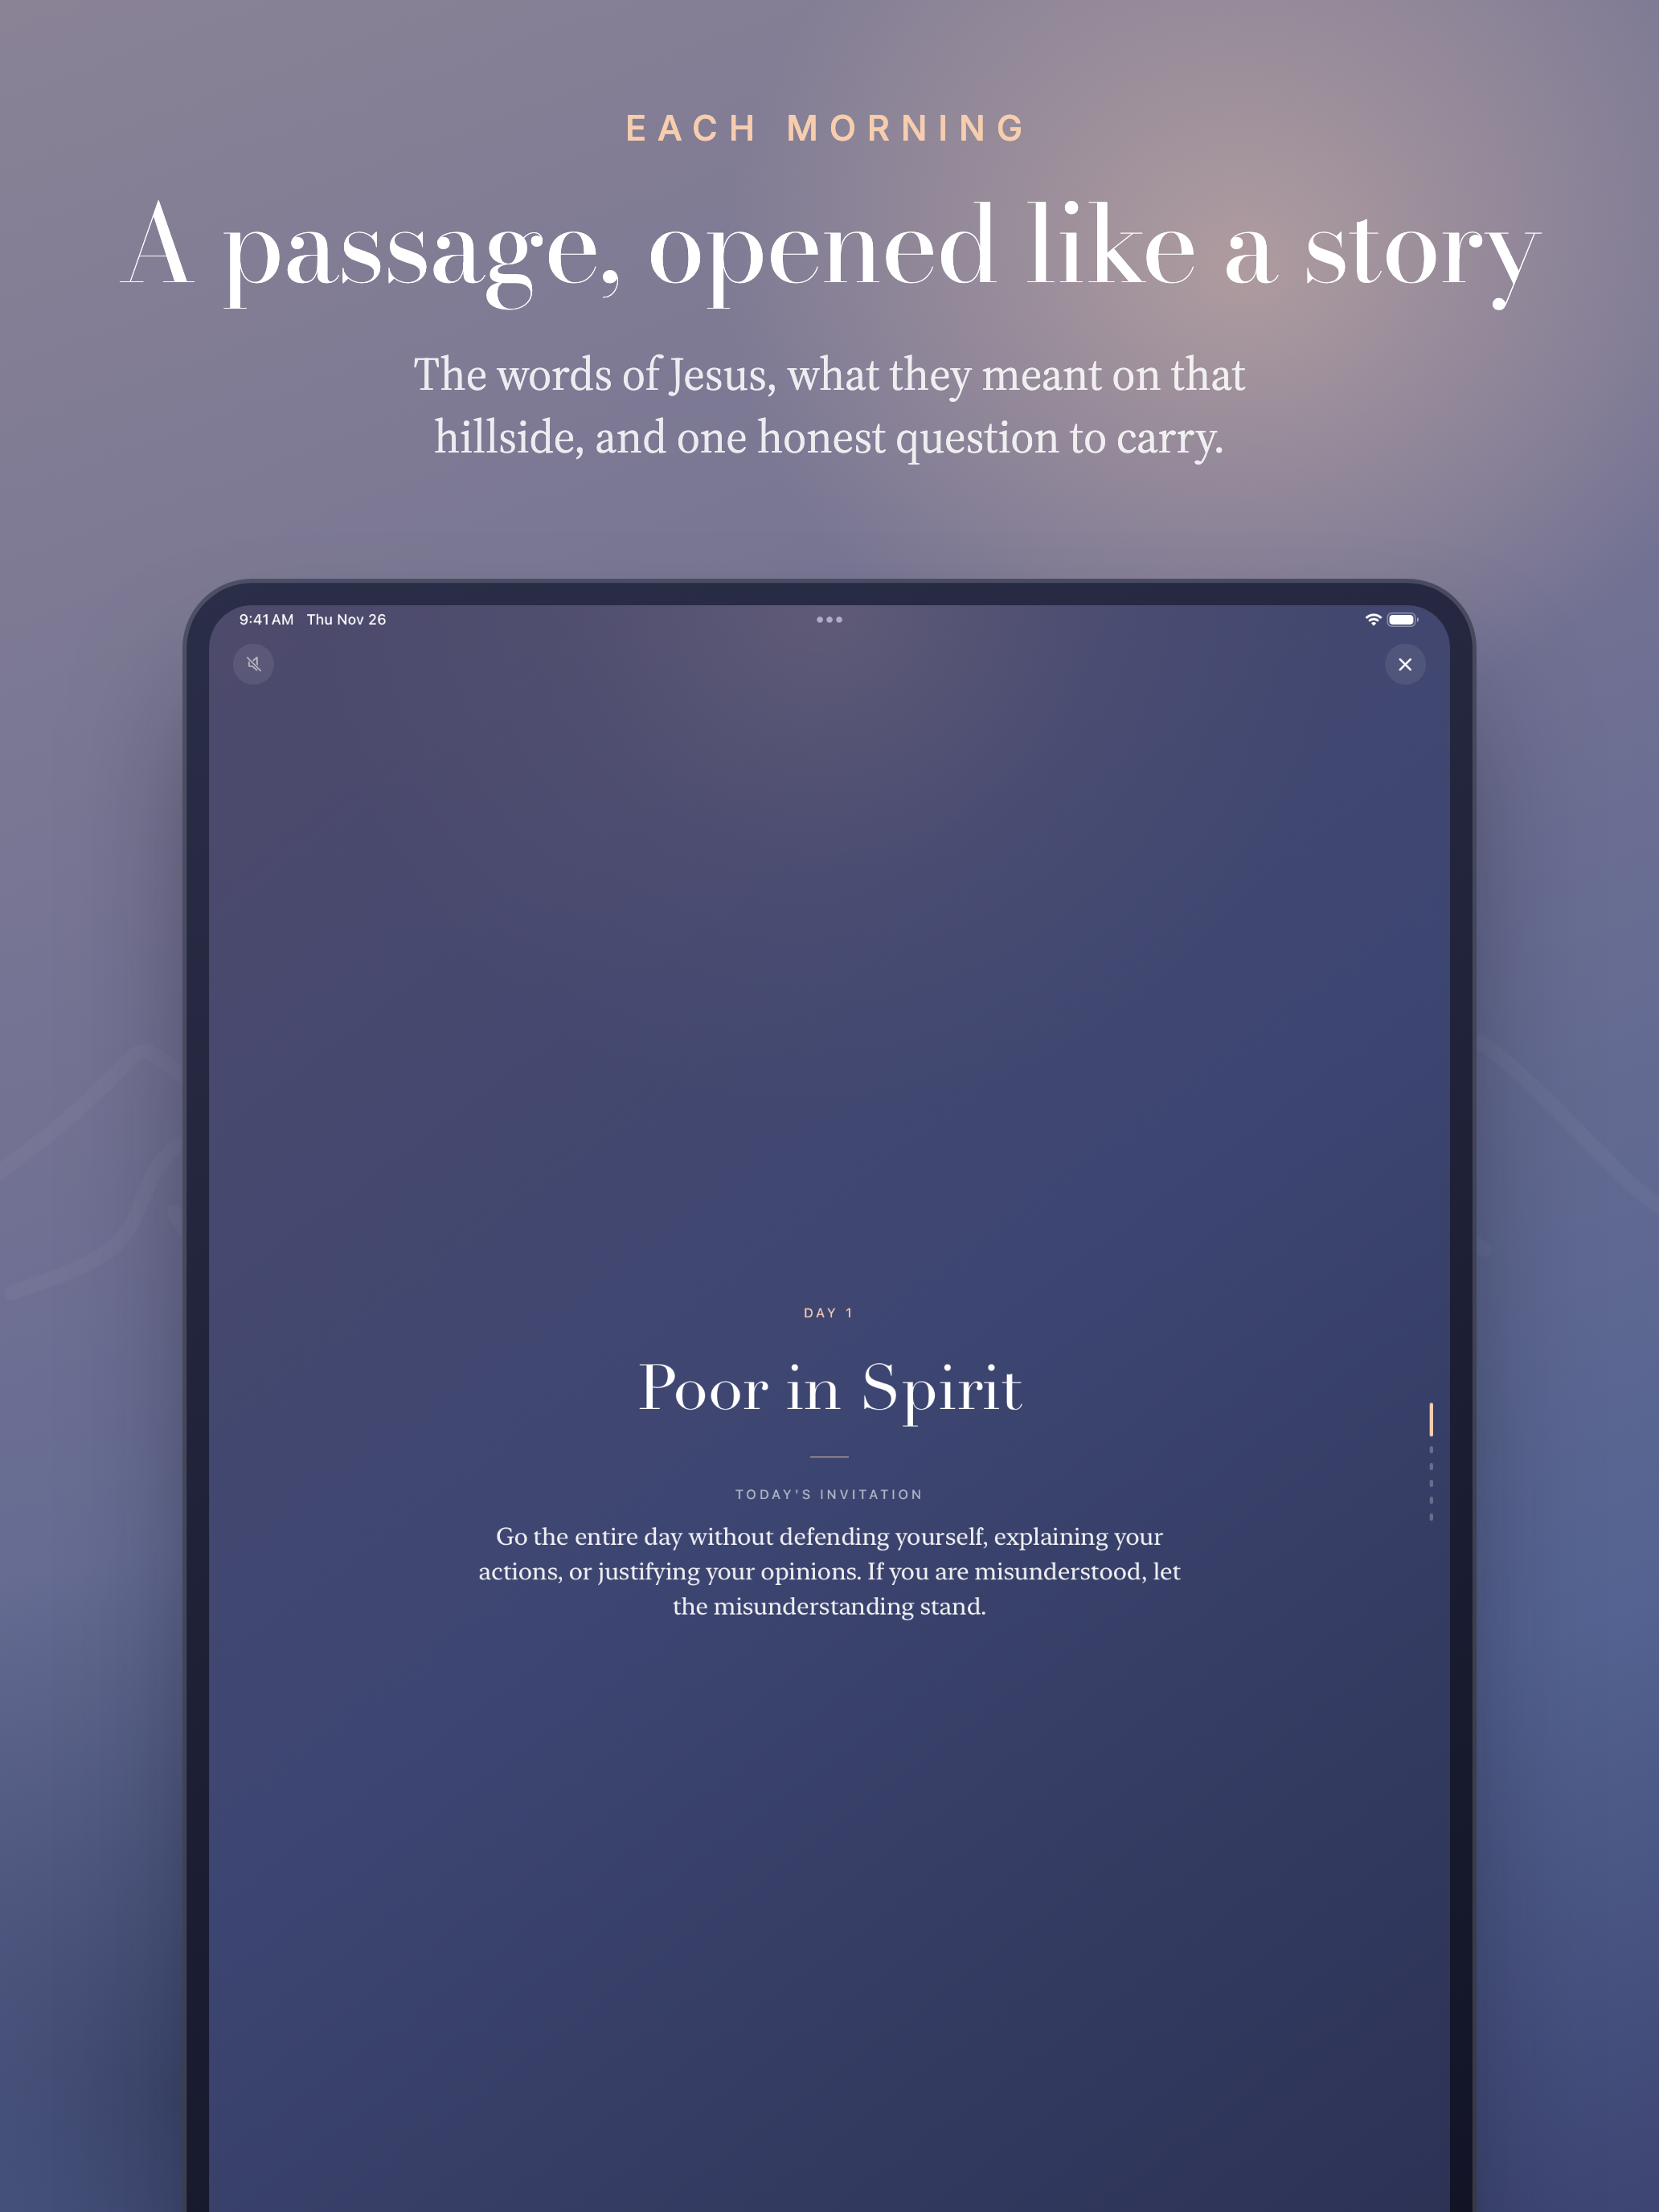 EACH MORNING
A passage, opened like a story
The words of Jesus, what they meant on that
hillside, and one honest question to carry.
9:41 AM Thu Nov 26
DAY 1
Poor in Spirit
TODAY'S INVITATION
Go the entire day without defending yourself, explaining your
actions, or justifying your opinions. If you are misunderstood, let
the misunderstanding stand.